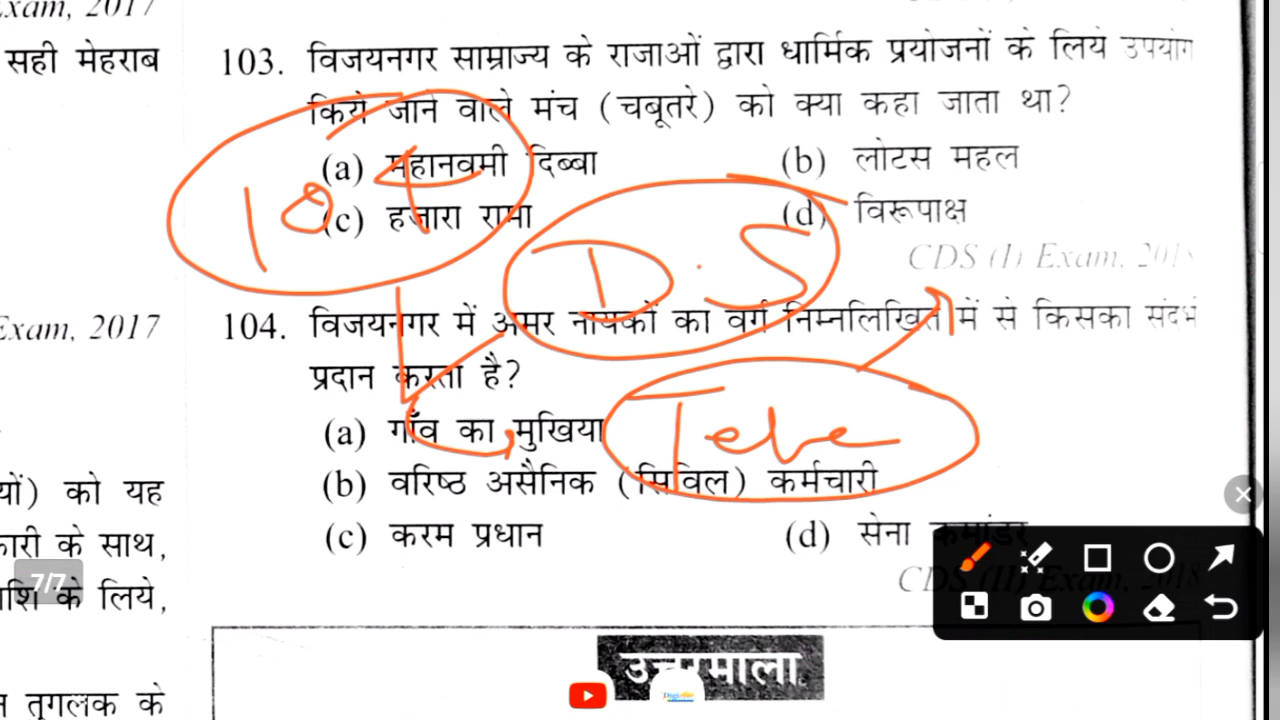 xam, 2017
सही मेहराब
103. विजयनगर साम्राज्य के राजाओं द्वारा धार्मिक प्रयोजनों के लिये उपयोग
किये जाने वाले मंच (चबूतरे) को क्या कहा जाता था?
(a) महानवमी दिब्बा (b) लोटस महल
(c) हजारा रामा (d) विरूपाक्ष
CDS (I) Exam, 2018
Exam, 2017
104. विजयनगर में अमर नायकों का वर्ग निम्नलिखित में से किसका संदर्भ
प्रदान करता है?
(a) गाँव का मुखिया
(b) वरिष्ठ असैनिक (सिविल) कर्मचारी
(c) करम प्रधान (d) सेना कमांडर
CDS (II) Exam, 2018
यों) को यह
कारी के साथ,
7/7
शि के लिये,
तुगलक के
उत्तरमाला
D.S